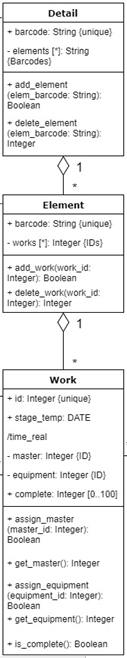 Detail
+ barcode: String {unique}
- elements [*]: String
{Barcodes}
+ add_element
(elem_barcode: String):
Boolean
+ delete_element
(elem_barcode: String):
Integer
1
*
Element
+ barcode: String {unique}
- works [*]: Integer {IDs}
+ add_work(work_id:
Integer): Boolean
+ delete_work(work_id:
Integer): Integer
1
*
Work
+ id: Integer {unique}
+ stage_temp: DATE
/time_real
- master: Integer {ID}
- equipment: Integer {ID}
+ complete: Integer [0..100]
+ assign_master
(master_id: Integer):
Boolean
+ get_master(): Integer
+ assign_equipment
(equipment_id: Integer):
Boolean
+ get_equipment(): Integer
+ is_complete(): Boolean